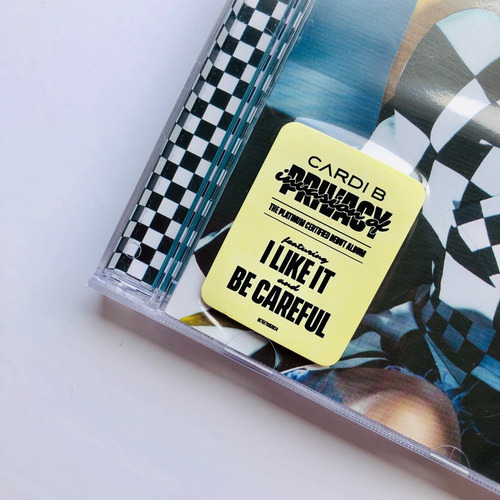 CARDI B
invasion of
PRIVACY
THE PLATINUM CERTIFIED DEBUT ALBUM
featuring
I LIKE IT
and
BE CAREFUL